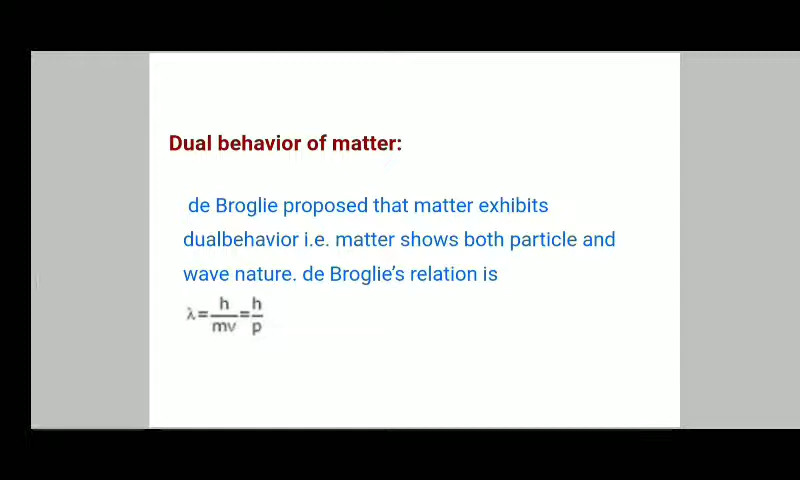 Dual behavior of matter:
de Broglie proposed that matter exhibits
dualbehavior i.e. matter shows both particle and
wave nature. de Broglie’s relation is
λ=h/mv=h/p